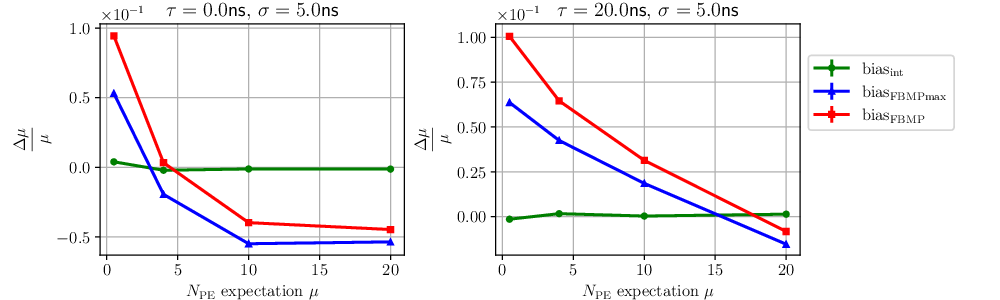 ×10⁻¹ τ = 0.0ns, σ = 5.0ns
1.0
0.5
0.0
−0.5
Δμ
μ
0 5 10 15 20
N_PE expectation μ
×10⁻¹ τ = 20.0ns, σ = 5.0ns
1.00
0.75
0.50
0.25
0.00
Δμ
μ
0 5 10 15 20
N_PE expectation μ
bias_int
bias_FBMPmax
bias_FBMP